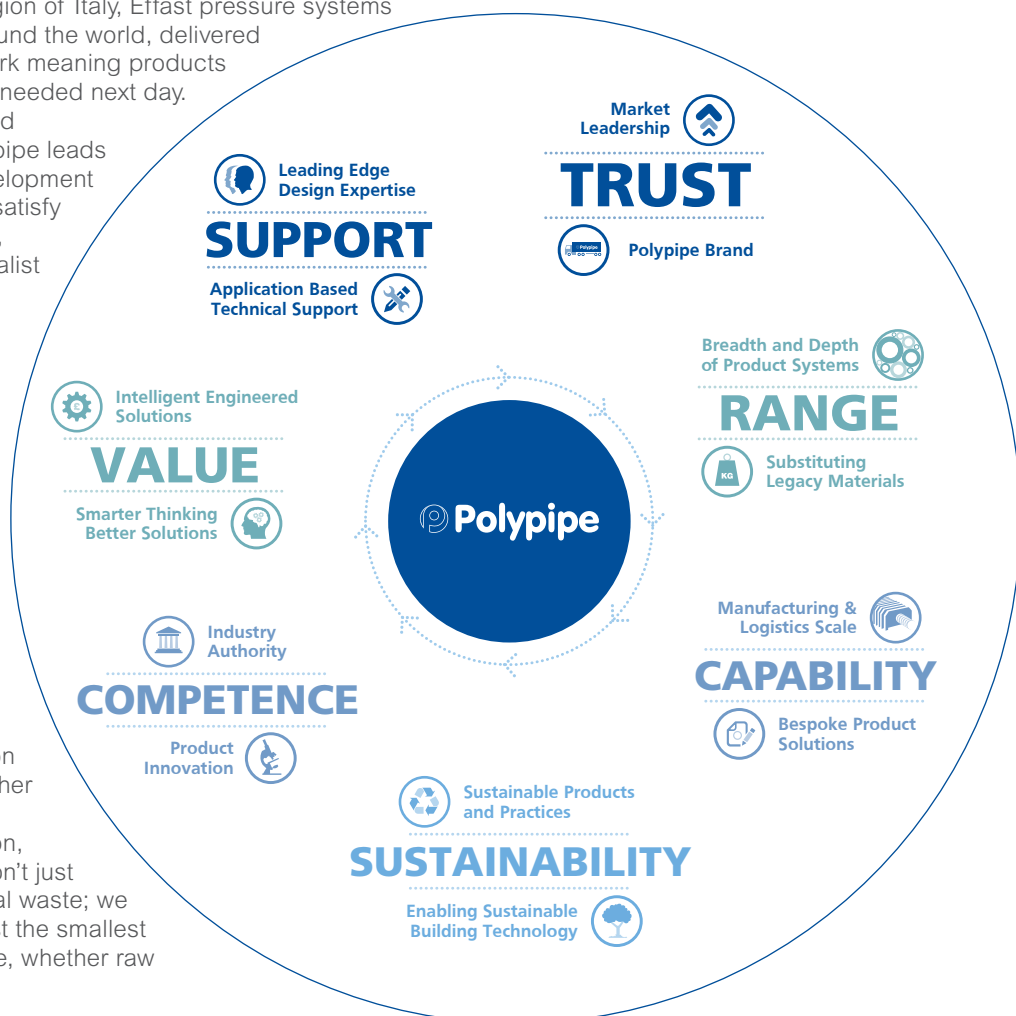 gion of Italy, Effast pressure systems
und the world, delivered
rk meaning products
needed next day.
d
pipe leads
elopment
satisfy
,
alist
Market
Leadership
TRUST
Polypipe
Polypipe Brand
Leading Edge
Design Expertise
SUPPORT
Application Based
Technical Support
Breadth and Depth
of Product Systems
RANGE
KG
Substituting
Legacy Materials
£
Intelligent Engineered
Solutions
VALUE
Smarter Thinking
Better Solutions
Polypipe
Manufacturing &
Logistics Scale
CAPABILITY
Bespoke Product
Solutions
Industry
Authority
COMPETENCE
Product
Innovation
Sustainable Products
and Practices
SUSTAINABILITY
Enabling Sustainable
Building Technology
on
her
on,
on't just
al waste; we
st the smallest
e, whether raw